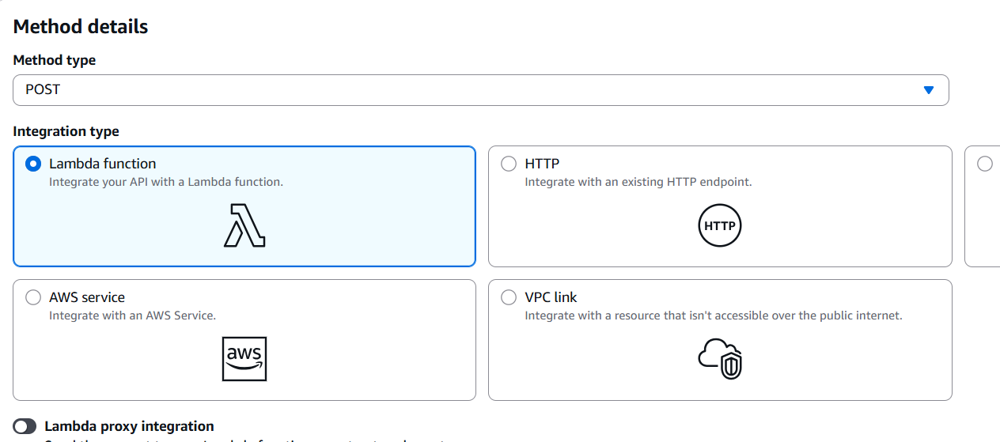 Method details
Method type
POST
Integration type
Lambda function
Integrate your API with a Lambda function.
HTTP
Integrate with an existing HTTP endpoint.
HTTP
AWS service
Integrate with an AWS Service.
aws
VPC link
Integrate with a resource that isn't accessible over the public internet.
Lambda proxy integration